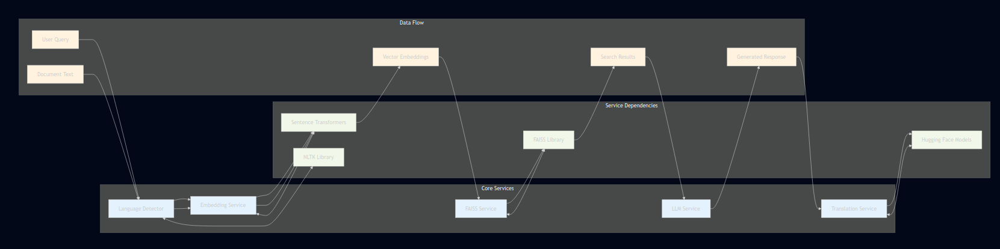 Data Flow
User Query
Document Text
Vector Embeddings
Search Results
Generated Response
Service Dependencies
Sentence Transformers
NLTK Library
FAISS Library
Hugging Face Models
Core Services
Language Detector
Embedding Service
FAISS Service
LLM Service
Translation Service